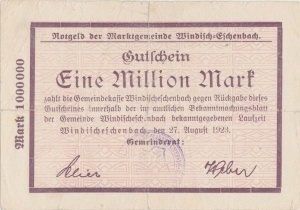 Notgeld der Marktgemeinde Windisch-Eschenbach.
Gutschein
Eine Million Mark
zahlt die Gemeindekasse Windischeschenbach gegen Rückgabe dieses
Gutscheines innerhalb der im amtlichen Bekanntmachungsblatt
der Gemeinde Windischeschenbach bekanntgegebenen Laufzeit
Windischeschenbach, den 27. August 1923.
Gemeinderat:
Mark 1000000